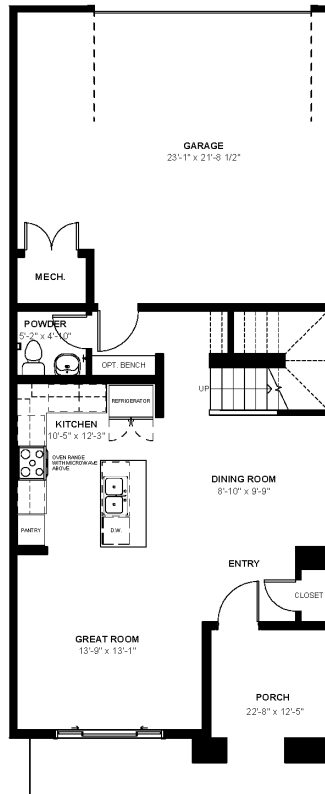 GARAGE
23'-1" x 21'-8 1/2"
MECH.
POWDER
5'-2" x 4'-10"
OPT. BENCH
UP
REFRIGERATOR
KITCHEN
10'-5" x 12'-3"
OVEN RANGE
WITH MICROWAVE
ABOVE
DINING ROOM
8'-10" x 9'-9"
D.W.
PANTRY
ENTRY
CLOSET
GREAT ROOM
13'-9" x 13'-1"
PORCH
22'-8" x 12'-5"